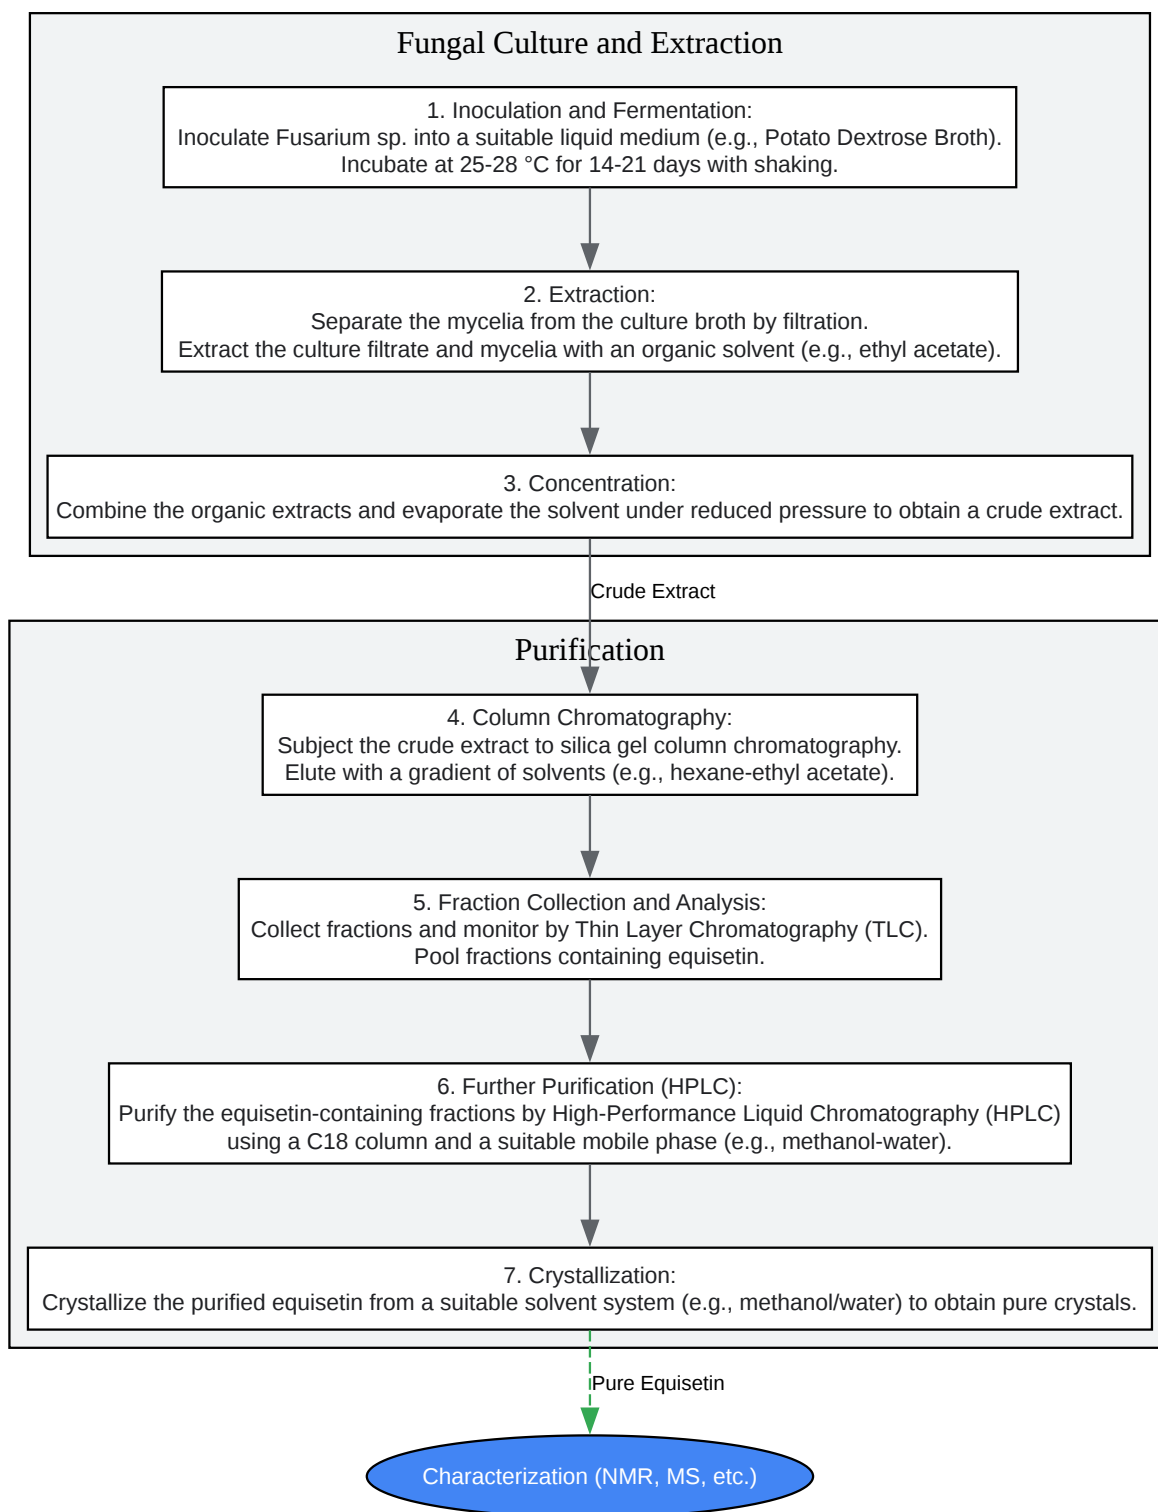 Fungal Culture and Extraction
1. Inoculation and Fermentation:
Inoculate Fusarium sp. into a suitable liquid medium (e.g., Potato Dextrose Broth).
Incubate at 25-28 °C for 14-21 days with shaking.
2. Extraction:
Separate the mycelia from the culture broth by filtration.
Extract the culture filtrate and mycelia with an organic solvent (e.g., ethyl acetate).
3. Concentration:
Combine the organic extracts and evaporate the solvent under reduced pressure to obtain a crude extract.
Crude Extract
Purification
4. Column Chromatography:
Subject the crude extract to silica gel column chromatography.
Elute with a gradient of solvents (e.g., hexane-ethyl acetate).
5. Fraction Collection and Analysis:
Collect fractions and monitor by Thin Layer Chromatography (TLC).
Pool fractions containing equisetin.
6. Further Purification (HPLC):
Purify the equisetin-containing fractions by High-Performance Liquid Chromatography (HPLC)
using a C18 column and a suitable mobile phase (e.g., methanol-water).
7. Crystallization:
Crystallize the purified equisetin from a suitable solvent system (e.g., methanol/water) to obtain pure crystals.
Pure Equisetin
Characterization (NMR, MS, etc.)